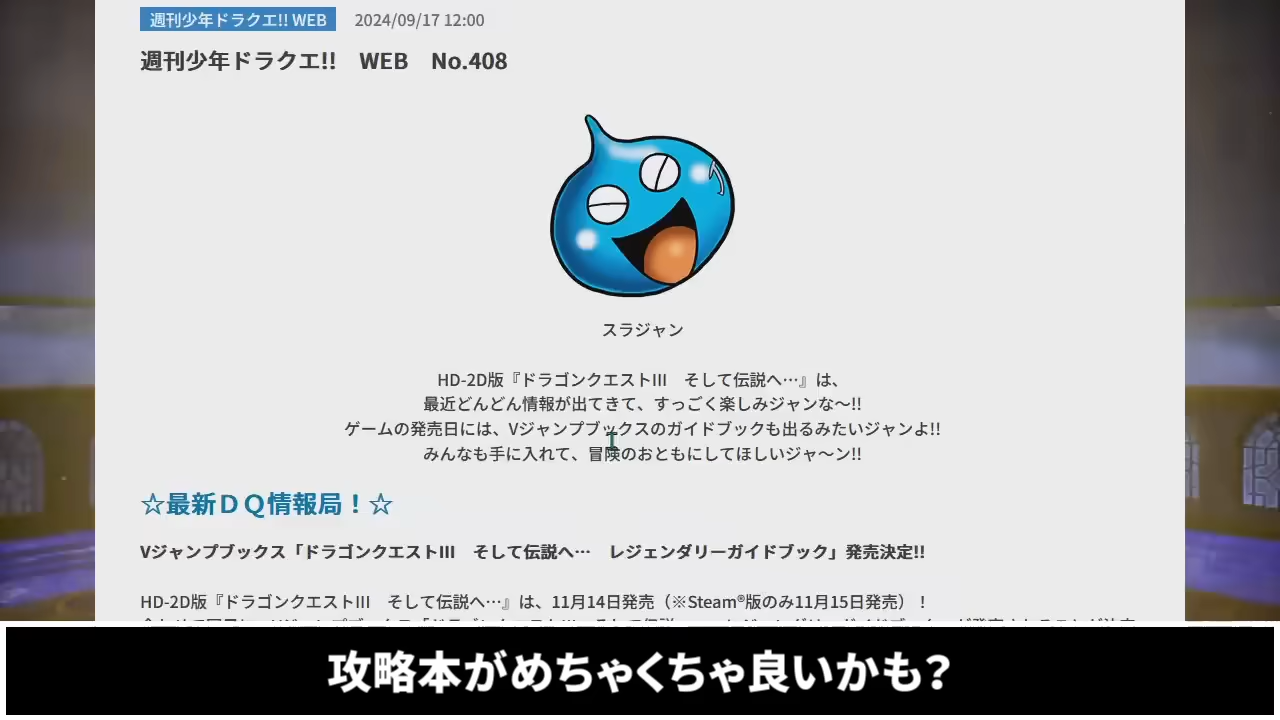 週刊少年ドラクエ!! WEB 2024/09/17 12:00
週刊少年ドラクエ!!　WEB　No.408
スラジャン
HD-2D版『ドラゴンクエストIII　そして伝説へ…』は、
最近どんどん情報が出てきて、すっごく楽しみジャンな～!!
ゲームの発売日には、Vジャンプブックスのガイドブックも出るみたいジャンよ!!
みんなも手に入れて、冒険のおともにしてほしいジャ～ン!!
☆最新ＤＱ情報局！☆
Vジャンプブックス「ドラゴンクエストIII　そして伝説へ…　レジェンダリーガイドブック」発売決定!!
HD-2D版『ドラゴンクエストIII　そして伝説へ…』は、11月14日発売（※Steam®版のみ11月15日発売）！
攻略本がめちゃくちゃ良いかも？